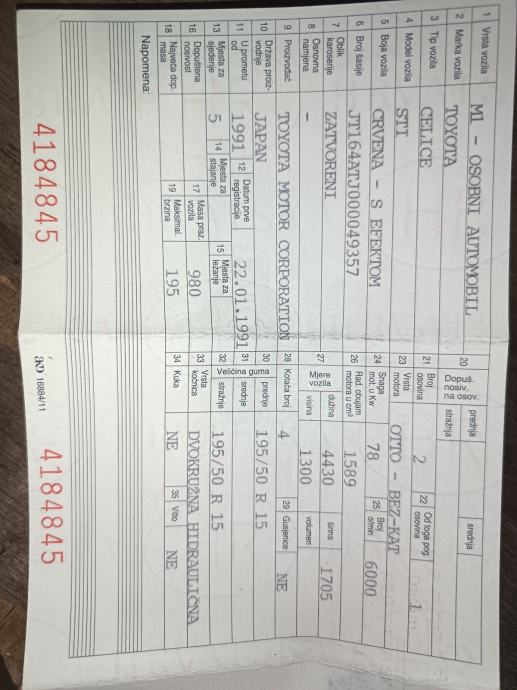 1 Vrsta vozila M1 - OSOBNI AUTOMOBIL
2 Marka vozila TOYOTA
3 Tip vozila CELICE
4 Model vozila STI
5 Boja vozila CRVENA - S EFEKTOM
6 Broj šasije JT164ATJ000049357
7 Oblik karoserije ZATVORENI
8 Osnovna namjena -
9 Proizvođač TOYOTA MOTOR CORPORATION
10 Država proizvodnje JAPAN
11 U prometu od 1991 12 Datum prve registracije 22.01.1991
13 Mjesta za sjedenje 5 14 Mjesta za stajanje 15 Mjesta za ležanje
16 Dopuštena nosivost 17 Masa praz. vozila 980
18 Najveća dop. masa 19 Maksimal. brzina 195
Napomena:
4184845
20 Dopuš. nosiv. na osov. prednja srednja
stražnja
21 Broj osovina 2 22 Od toga pog. osovina 1
23 Vrsta motora OTTO - BEZ-KAT
24 Snaga mot. u Kw 78 25 Broj o/min 6000
26 Rad. obujam motora u cm³ 1589
27 Mjere vozila dužina 4430 širina 1705
visina 1300 volumen
28 Kotača broj 4 29 Gusjenice NE
30 Veličina guma prednje 195/50 R 15
31 srednje
32 stražnje 195/50 R 15
33 Vrsta kočnica DVOKRUŽNA HIDRAULIČNA
34 Kuka NE 35 Vitlo NE
AKD 16884/11
4184845